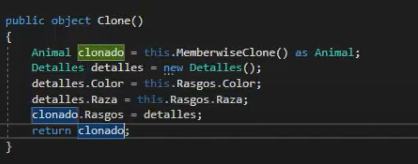 public object Clone()
{
Animal clonado = this.MemberwiseClone() as Animal;
Detalles detalles = new Detalles();
detalles.Color = this.Rasgos.Color;
detalles.Raza = this.Rasgos.Raza;
clonado.Rasgos = detalles;
return clonado;
}